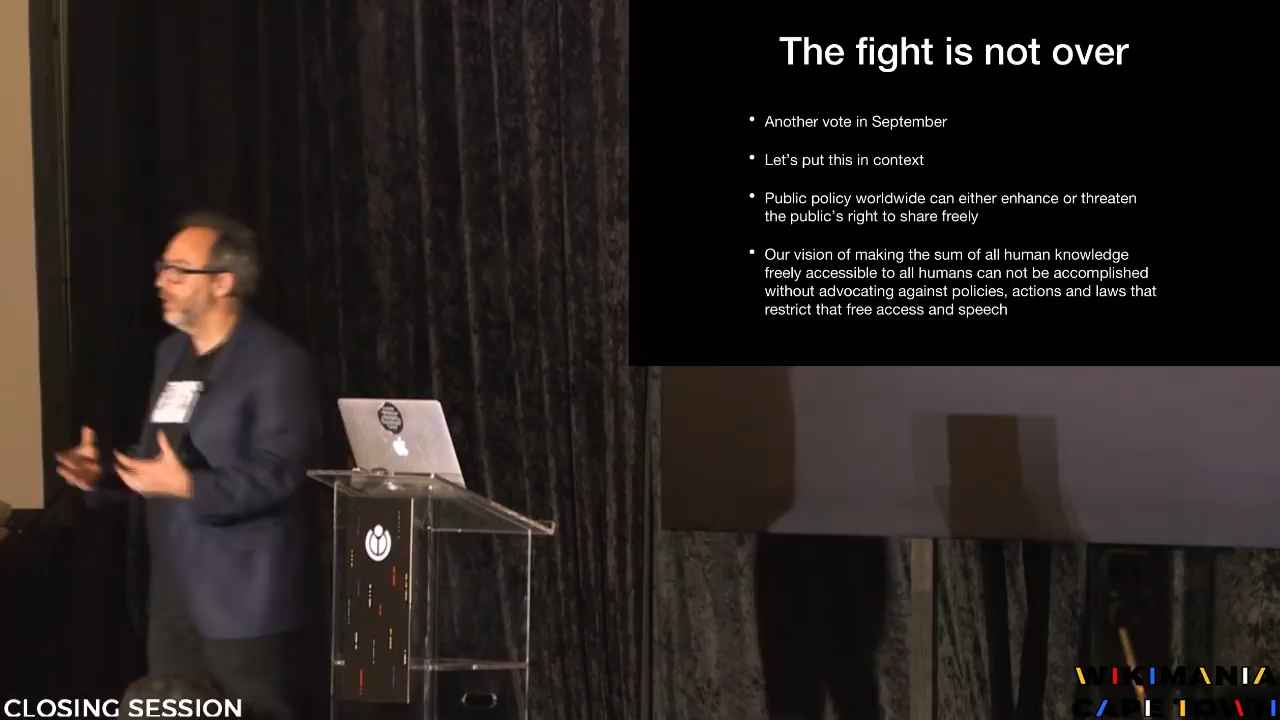 The fight is not over
• Another vote in September
• Let's put this in context
• Public policy worldwide can either enhance or threaten
the public's right to share freely
• Our vision of making the sum of all human knowledge
freely accessible to all humans can not be accomplished
without advocating against policies, actions and laws that
restrict that free access and speech
CLOSING SESSION
WIKIMANIA
CAPE TOWN